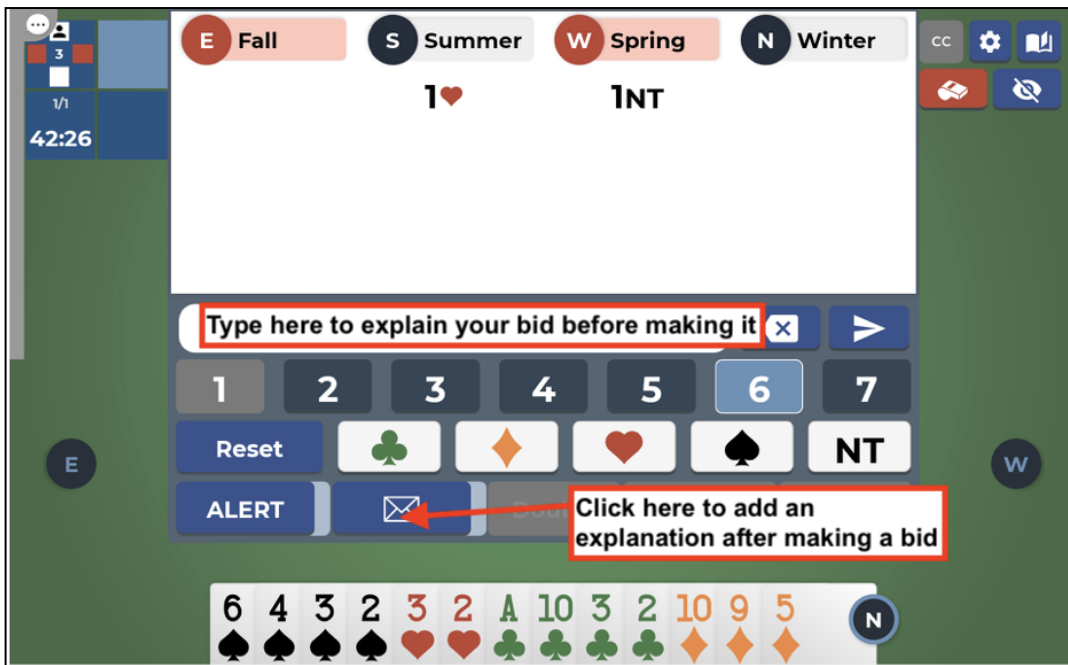 E Fall S Summer W Spring N Winter CC
3
1♥ 1NT
1/1
42:26
Type here to explain your bid before making it
1 2 3 4 5 6 7
Reset ♣ ♦ ♥ ♠ NT
E W
ALERT
Click here to add an
explanation after making a bid
6 4 3 2 3 2 A 10 3 2 10 9 5 N
♠ ♠ ♠ ♠ ♥ ♥ ♣ ♣ ♣ ♣ ♦ ♦ ♦